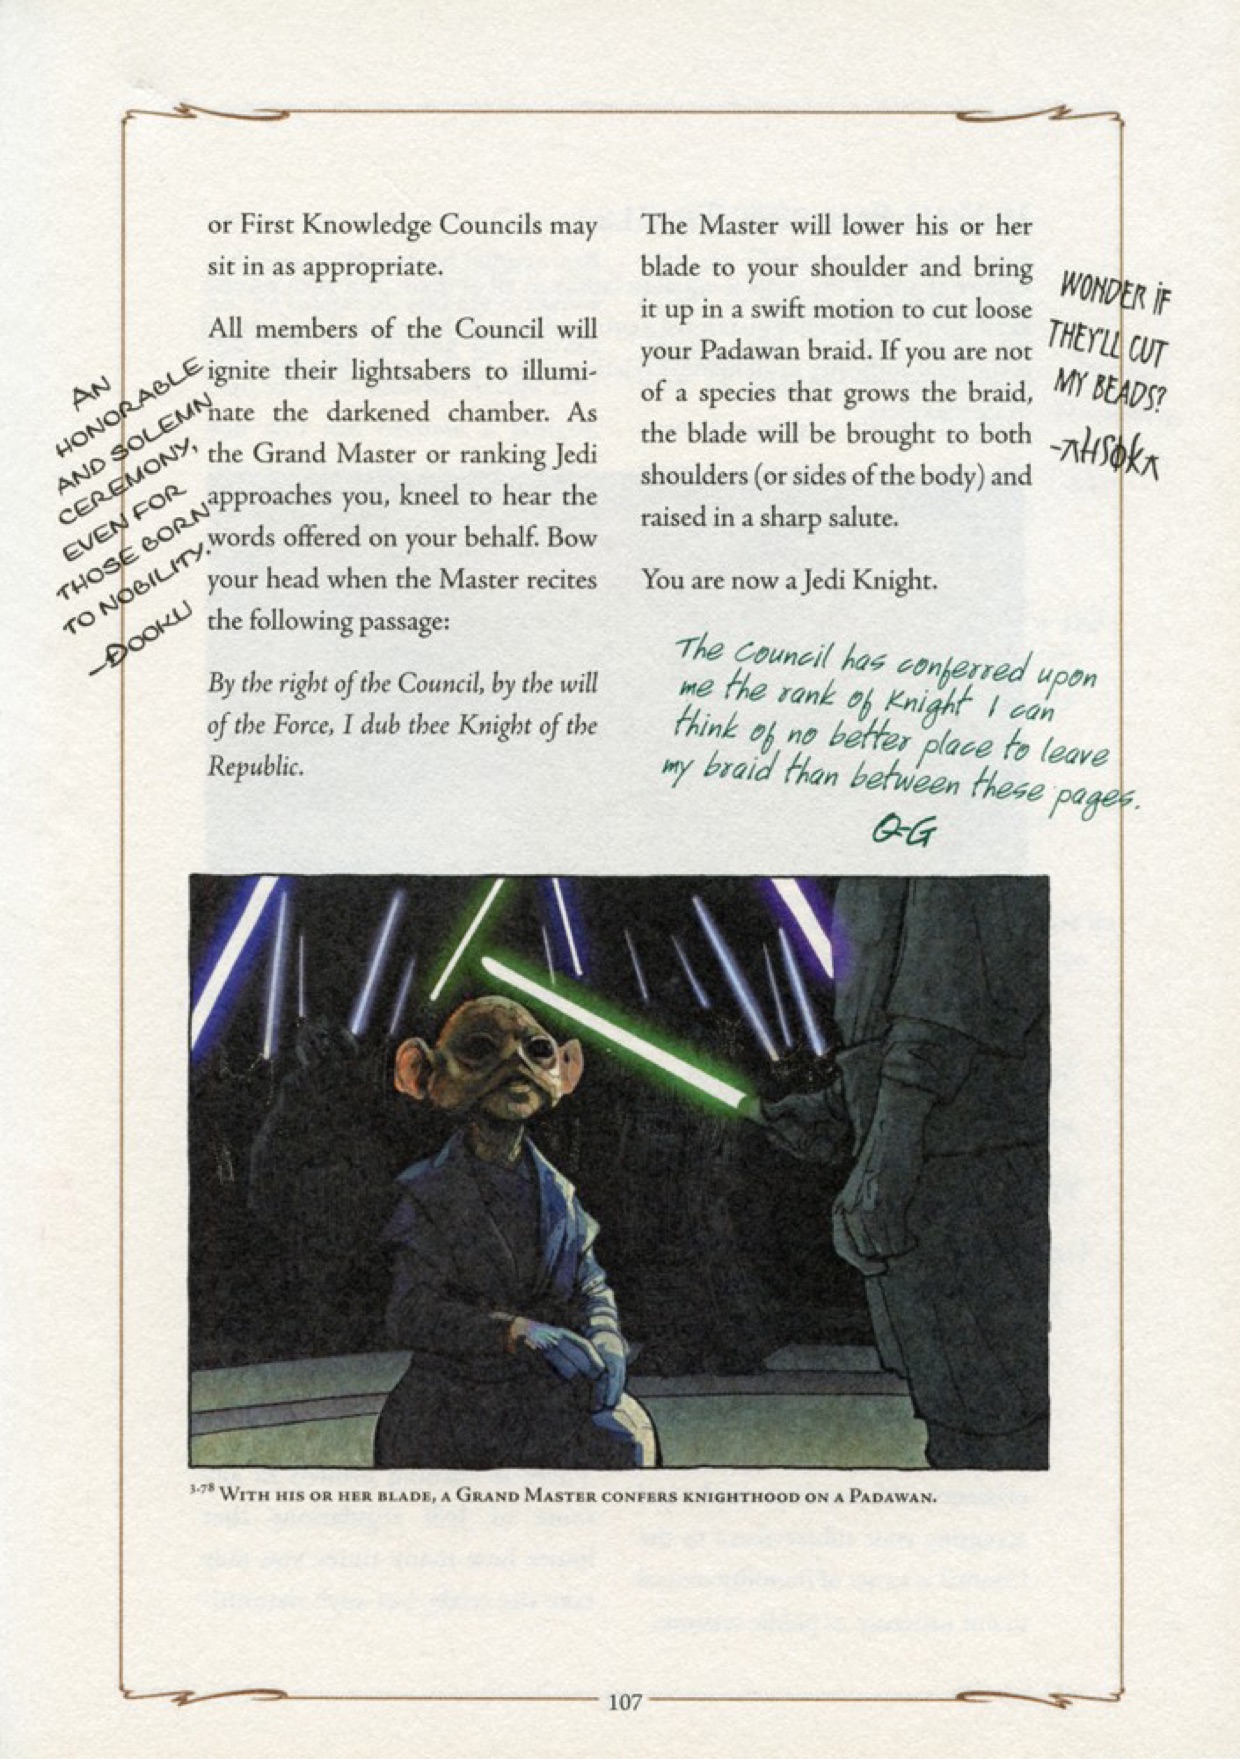 or First Knowledge Councils may
sit in as appropriate.
All members of the Council will
ignite their lightsabers to illumi-
nate the darkened chamber. As
the Grand Master or ranking Jedi
approaches you, kneel to hear the
words offered on your behalf. Bow
your head when the Master recites
the following passage:
By the right of the Council, by the will
of the Force, I dub thee Knight of the
Republic.
AN
HONORABLE
AND SOLEMN
CEREMONY,
EVEN FOR
THOSE BORN
TO NOBILITY.
-DOOKU
The Master will lower his or her
blade to your shoulder and bring
it up in a swift motion to cut loose
your Padawan braid. If you are not
of a species that grows the braid,
the blade will be brought to both
shoulders (or sides of the body) and
raised in a sharp salute.
You are now a Jedi Knight.
WONDER IF
THEY'LL CUT
MY BEADS?
-AHSOKA
The Council has conferred upon
me the rank of Knight I can
think of no better place to leave
my braid than between these pages.
Q-G
3-78 WITH HIS OR HER BLADE, A GRAND MASTER CONFERS KNIGHTHOOD ON A PADAWAN.
107